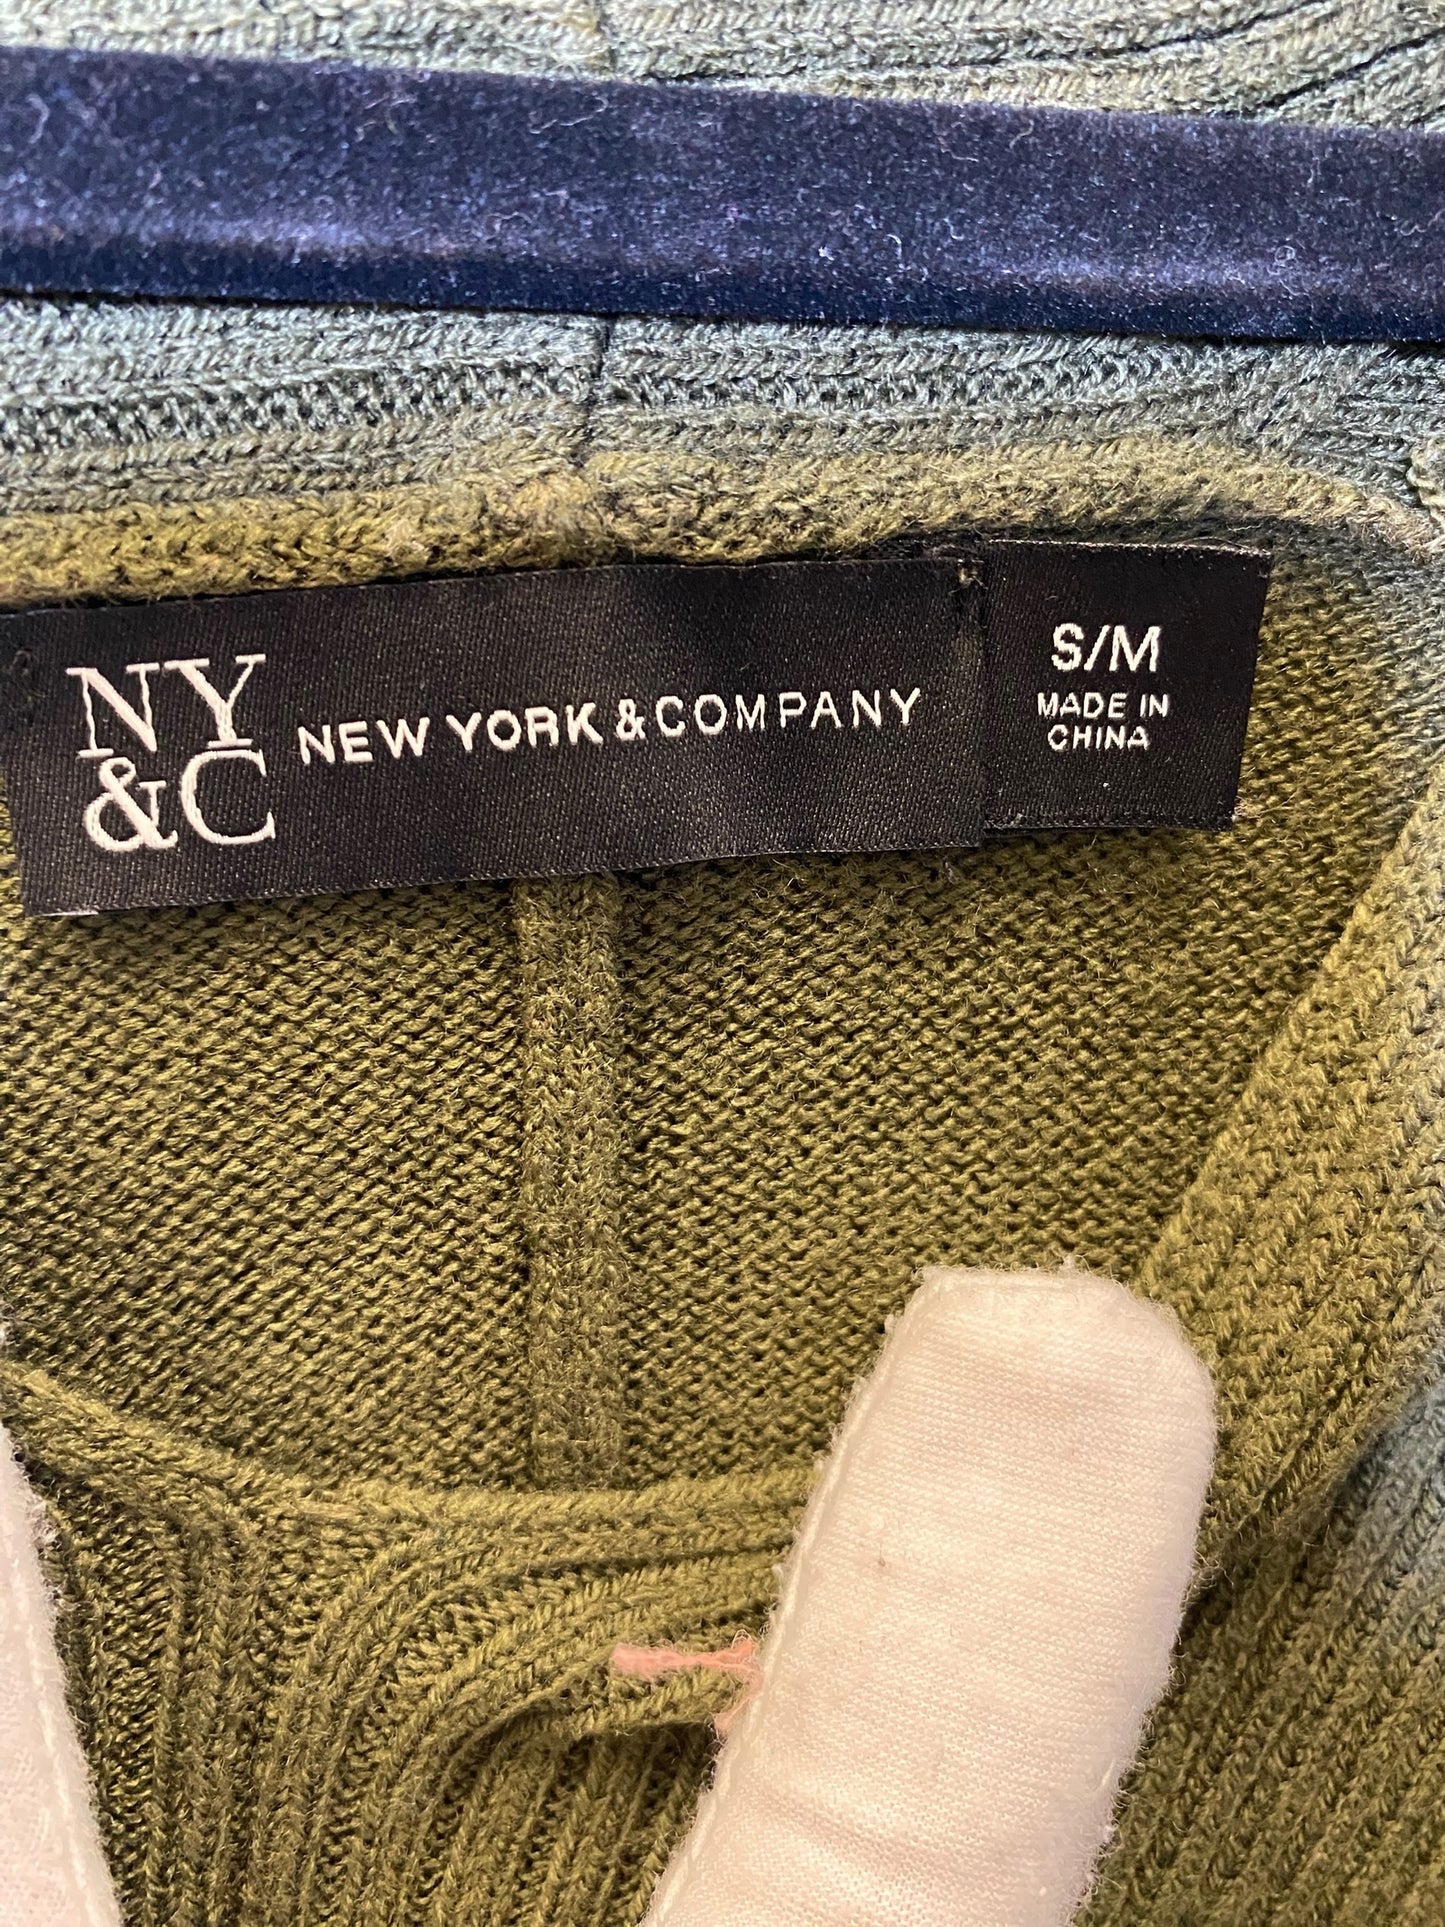 NY
&C
NEW YORK & COMPANY
S/M
MADE IN
CHINA